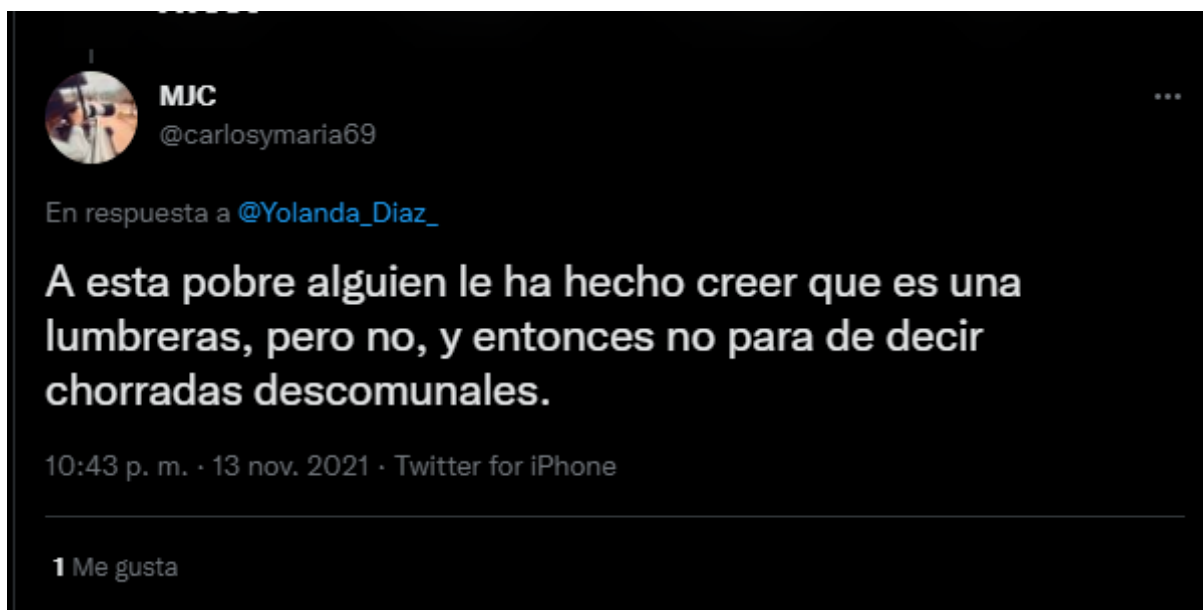 MJC
@carlosymaria69
En respuesta a @Yolanda_Diaz_
A esta pobre alguien le ha hecho creer que es una
lumbreras, pero no, y entonces no para de decir
chorradas descomunales.
10:43 p. m. · 13 nov. 2021 · Twitter for iPhone
1 Me gusta